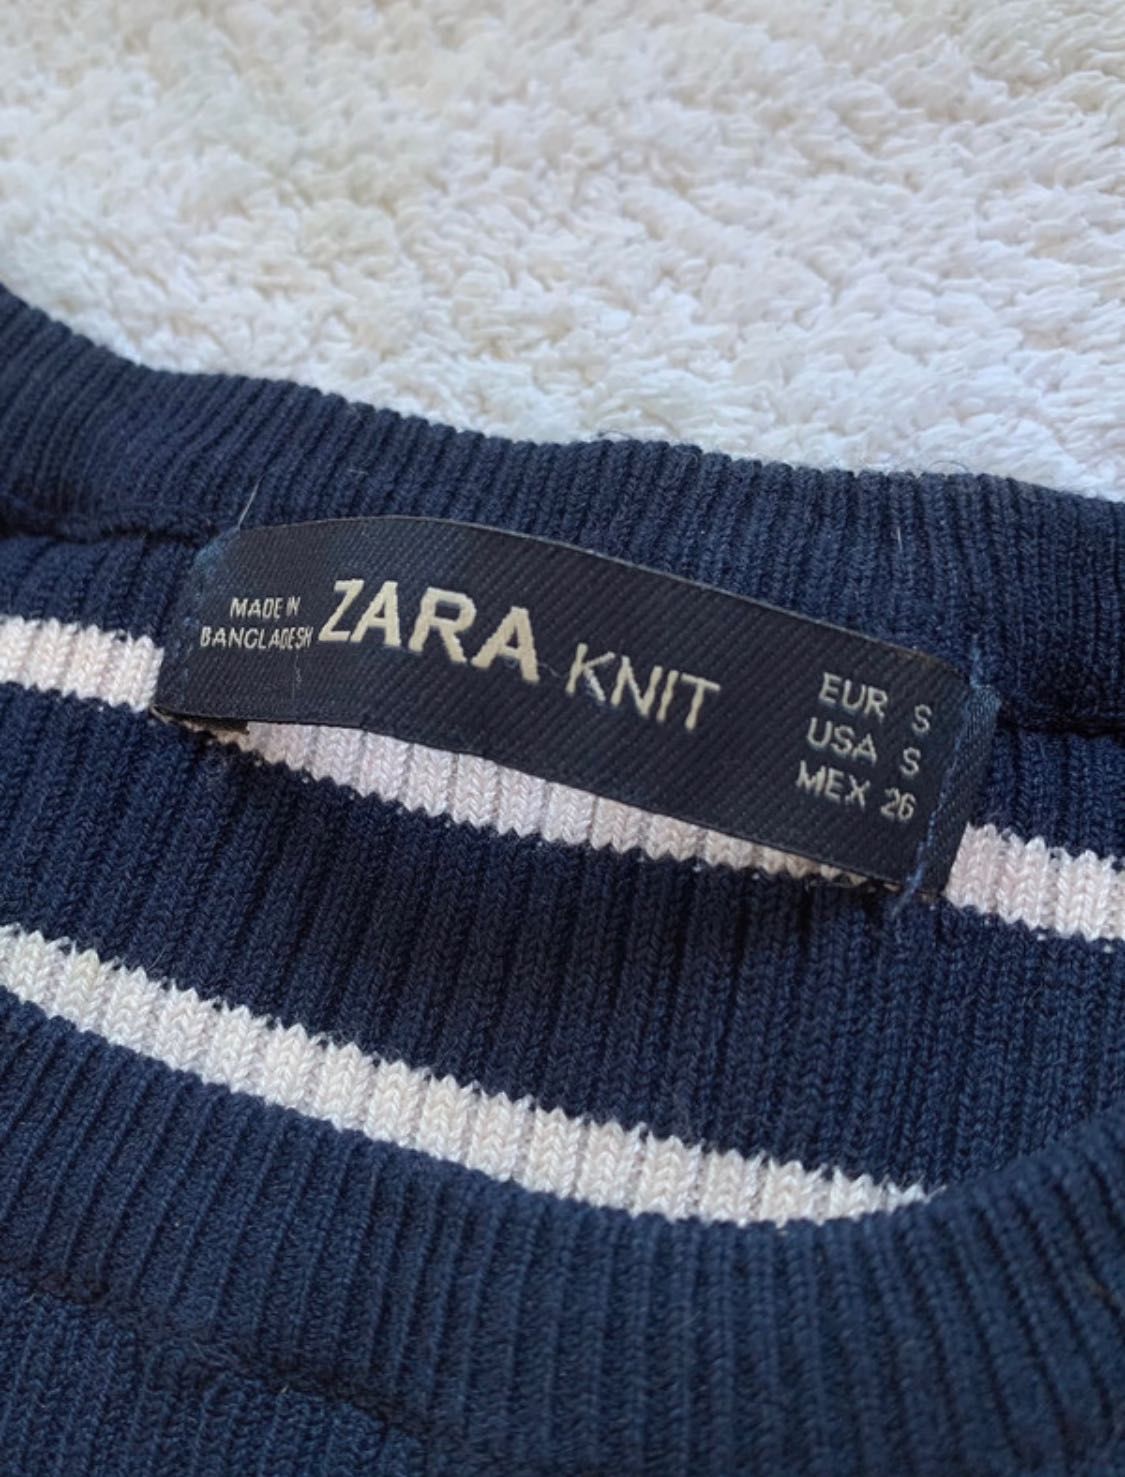 MADE IN
BANGLADESH
ZARA KNIT
EUR S
USA S
MEX 26